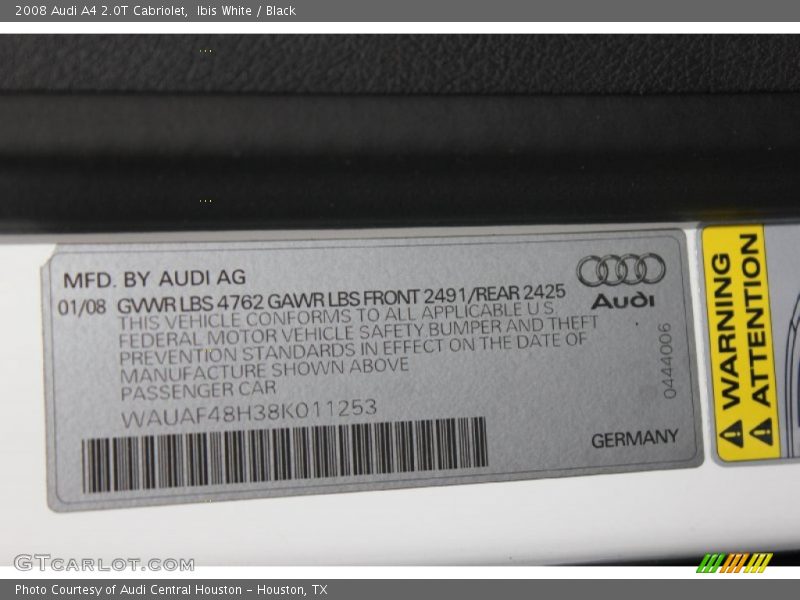 2008 Audi A4 2.0T Cabriolet,  Ibis White / Black
MFD. BY AUDI AG
01/08 GVWR LBS 4762 GAWR LBS FRONT 2491/REAR 2425
THIS VEHICLE CONFORMS TO ALL APPLICABLE U S
FEDERAL MOTOR VEHICLE SAFETY BUMPER AND THEFT
PREVENTION STANDARDS IN EFFECT ON THE DATE OF
MANUFACTURE SHOWN ABOVE
PASSENGER CAR
WAUAF48H38K011253
Audi
0444006
GERMANY
WARNING
ATTENTION
GTCARLOT.COM
Photo Courtesy of Audi Central Houston - Houston, TX